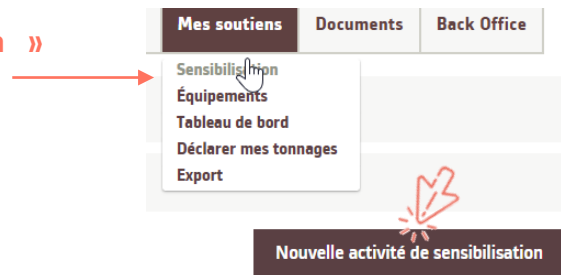 Mes soutiens Documents Back Office
»
Sensibilisation
Équipements
Tableau de bord
Déclarer mes tonnages
Export
Nouvelle activité de sensibilisation